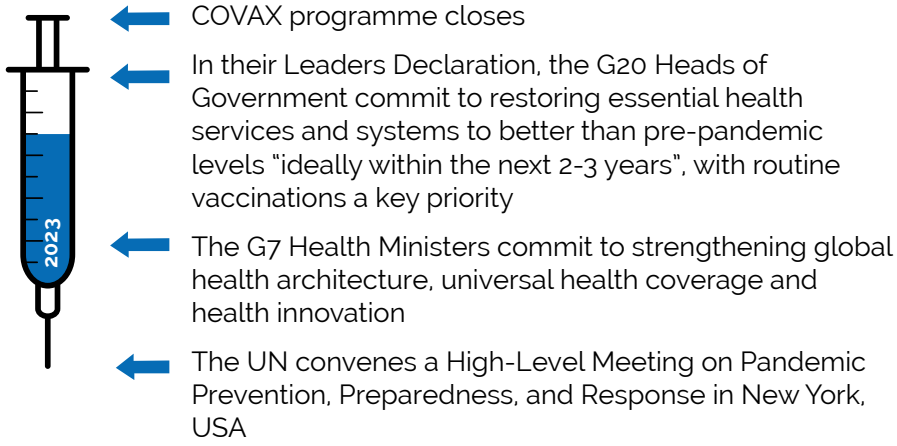 COVAX programme closes
In their Leaders Declaration, the G20 Heads of
Government commit to restoring essential health
services and systems to better than pre-pandemic
levels “ideally within the next 2-3 years”, with routine
vaccinations a key priority
2023
The G7 Health Ministers commit to strengthening global
health architecture, universal health coverage and
health innovation
The UN convenes a High-Level Meeting on Pandemic
Prevention, Preparedness, and Response in New York,
USA